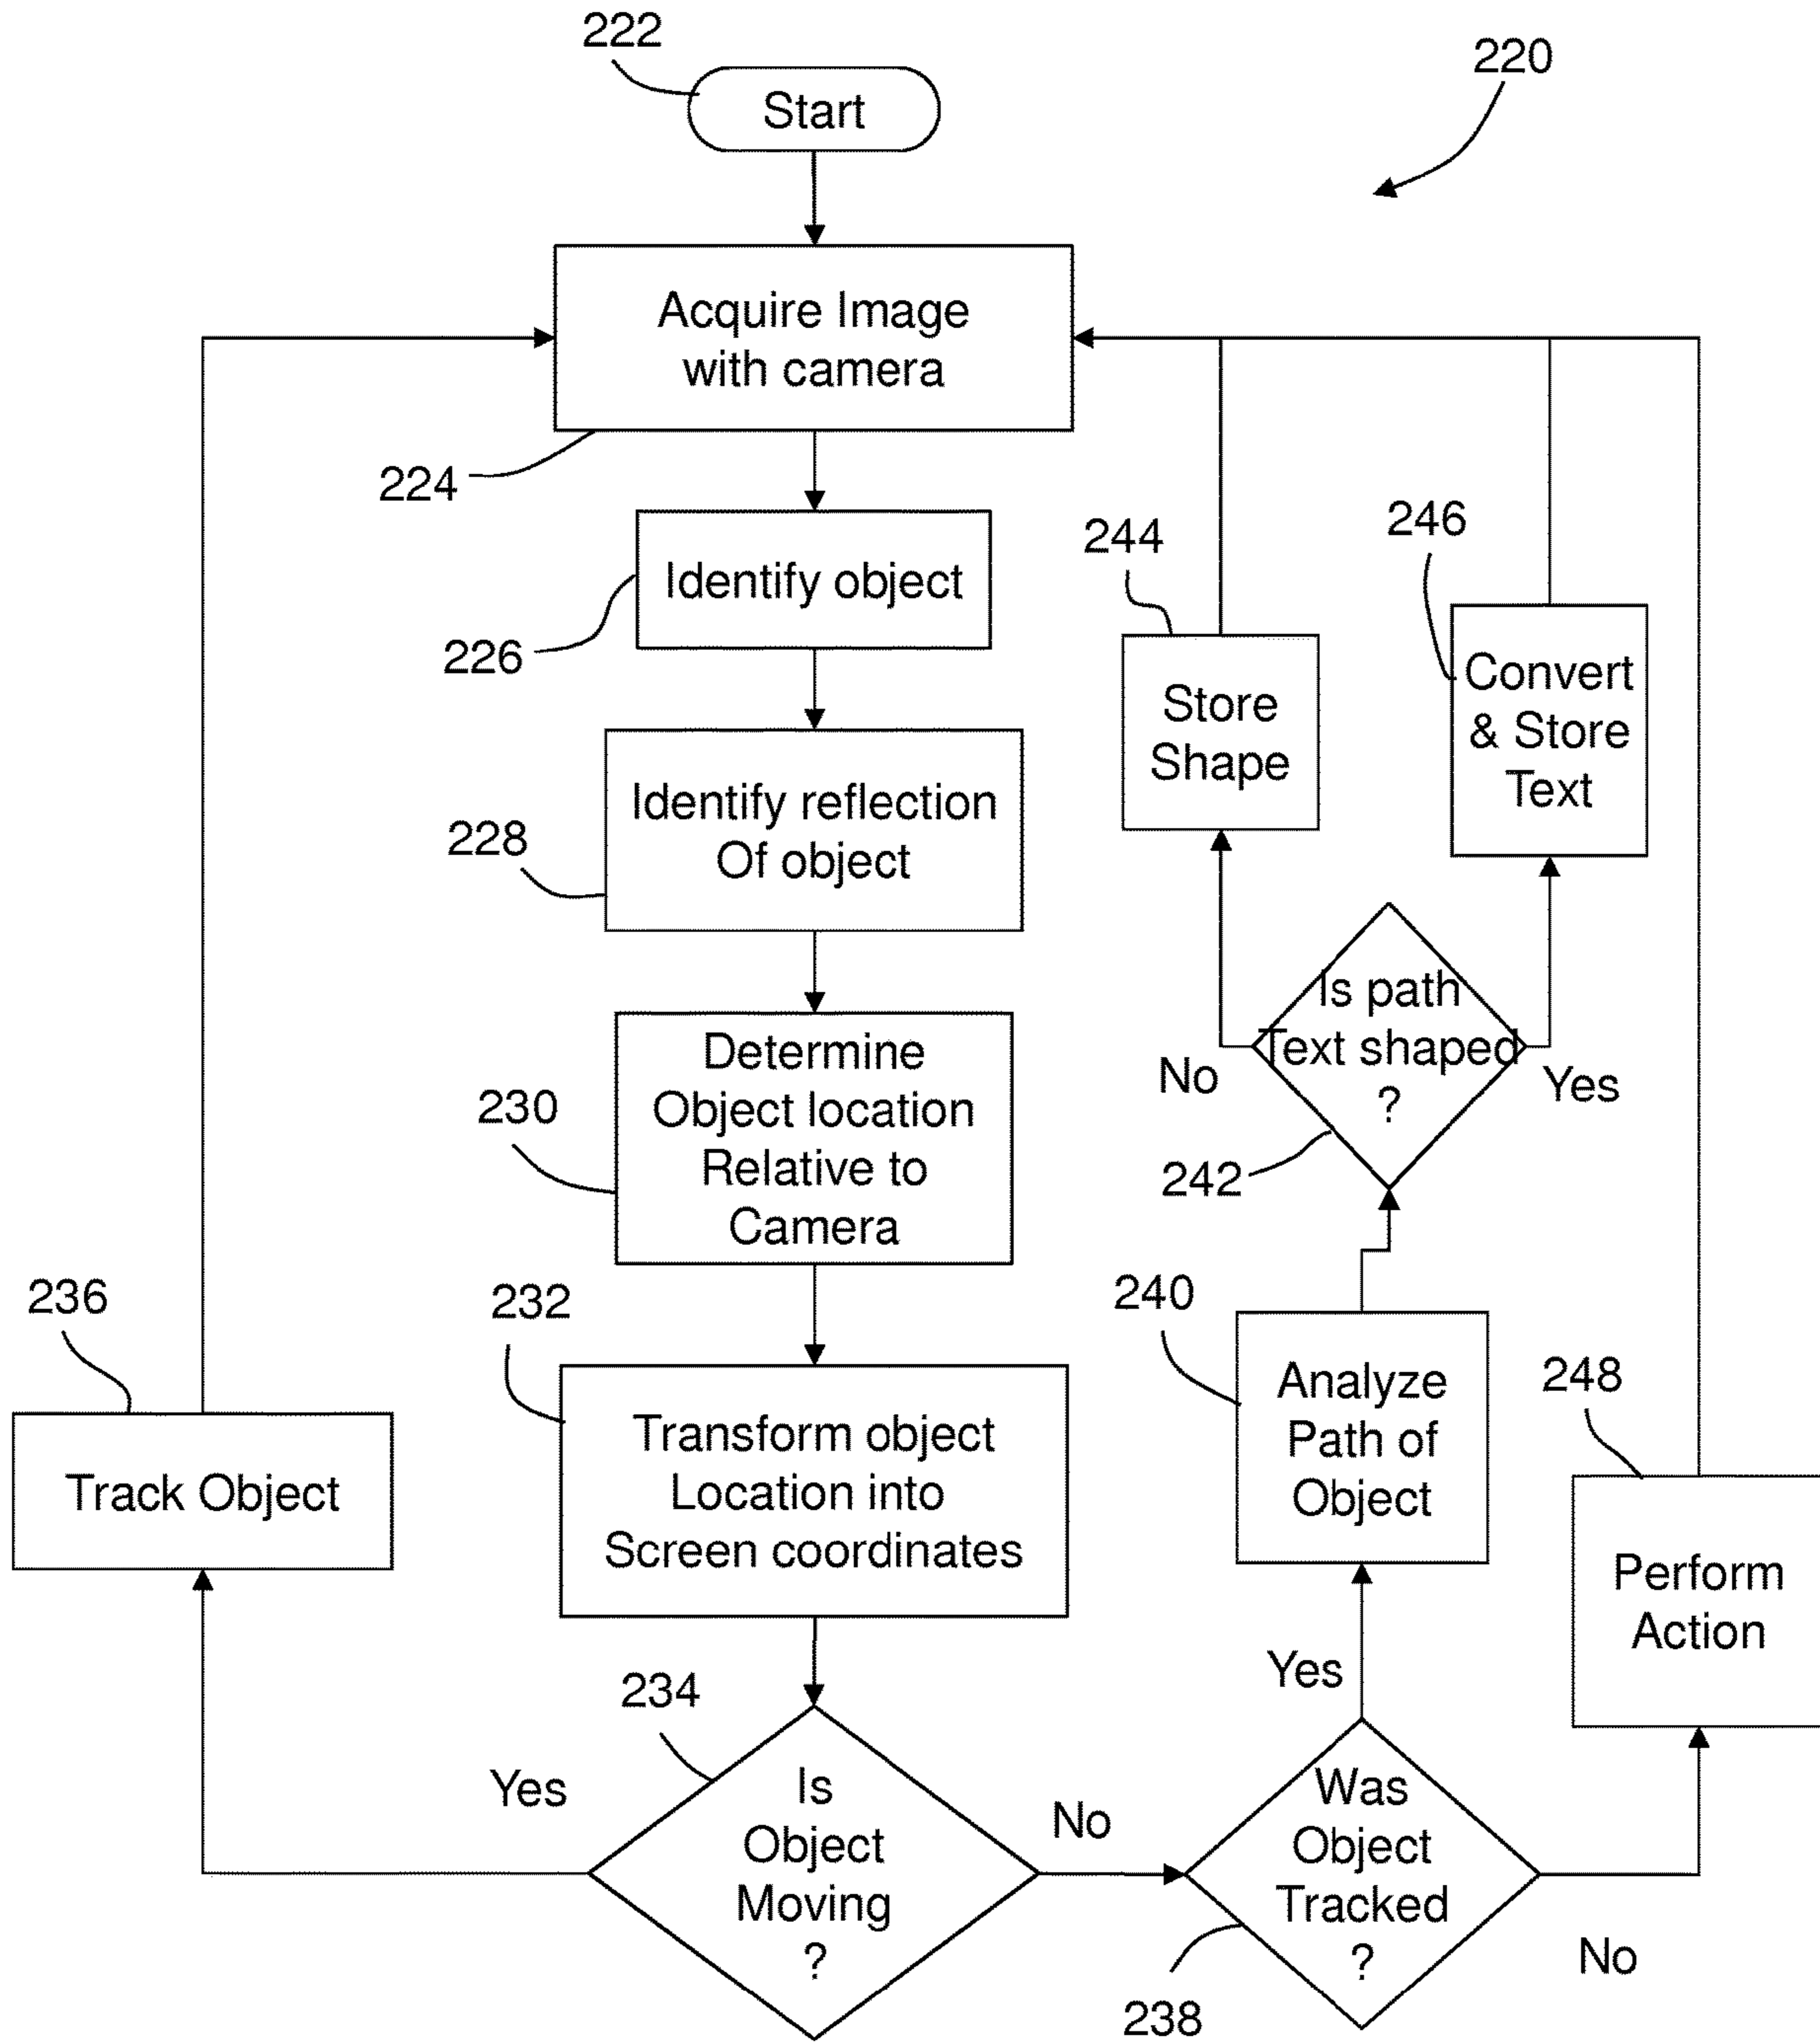 222
Start
220
Acquire Image
with camera
224
Identify object
226
Identify reflection
Of object
228
Determine
Object location
Relative to
Camera
230
232
Transform object
Location into
Screen coordinates
236
Track Object
234
Yes
Is
Object
Moving
?
No
Was
Object
Tracked
?
238
Yes
No
240
Analyze
Path of
Object
248
Perform
Action
Is path
Text shaped
?
No
Yes
242
244
Store
Shape
246
Convert
& Store
Text